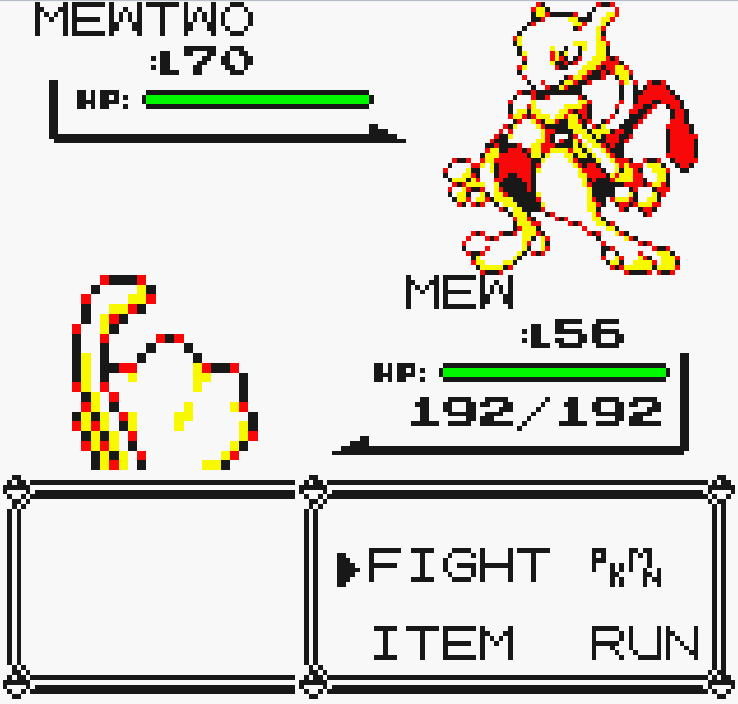 MEWTWO
:L70
HP:
MEW
:L56
HP:
192/192
FIGHT PKMN
ITEM RUN